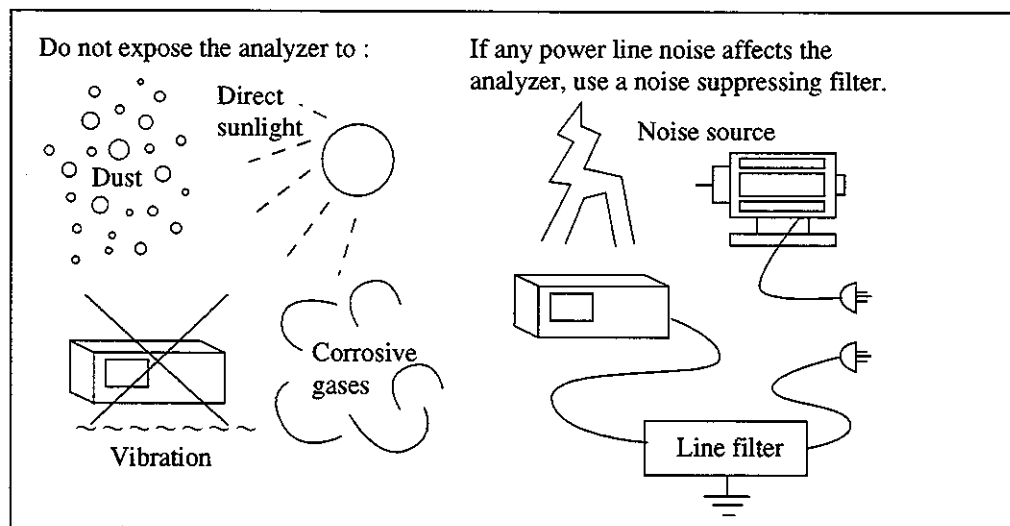 Do not expose the analyzer to :
Direct
sunlight
Dust
Vibration
Corrosive
gases
If any power line noise affects the
analyzer, use a noise suppressing filter.
Noise source
Line filter